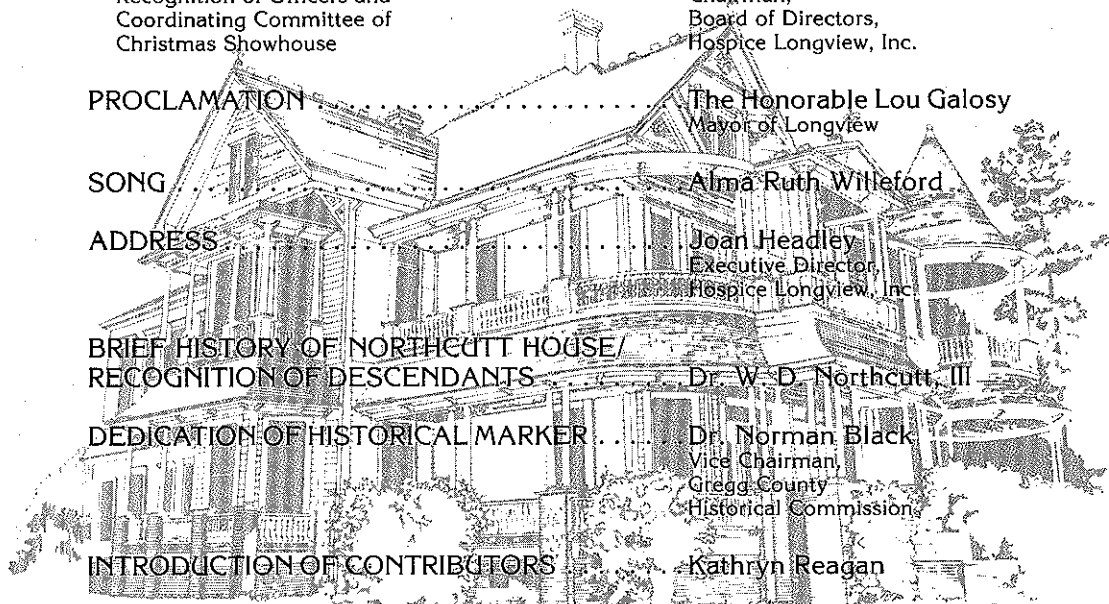 Recognition of Officers and
Coordinating Committee of
Christmas Showhouse
Chairman,
Board of Directors,
Hospice Longview, Inc.
PROCLAMATION . . . . . . . . . . . . . . . . . . . . . . . . . The Honorable Lou Galosy
Mayor of Longview
SONG . . . . . . . . . . . . . . . . . . . . . . . . . . . . . . . . . . Alma Ruth Willeford
ADDRESS . . . . . . . . . . . . . . . . . . . . . . . . . . . . . . Joan Headley
Executive Director,
Hospice Longview, Inc.
BRIEF HISTORY OF NORTHCUTT HOUSE/
RECOGNITION OF DESCENDANTS . . . . . . . . . . Dr. W. D. Northcutt, III
DEDICATION OF HISTORICAL MARKER . . . . . . Dr. Norman Black
Vice Chairman,
Gregg County
Historical Commission
INTRODUCTION OF CONTRIBUTORS . . . . . . . . . Kathryn Reagan